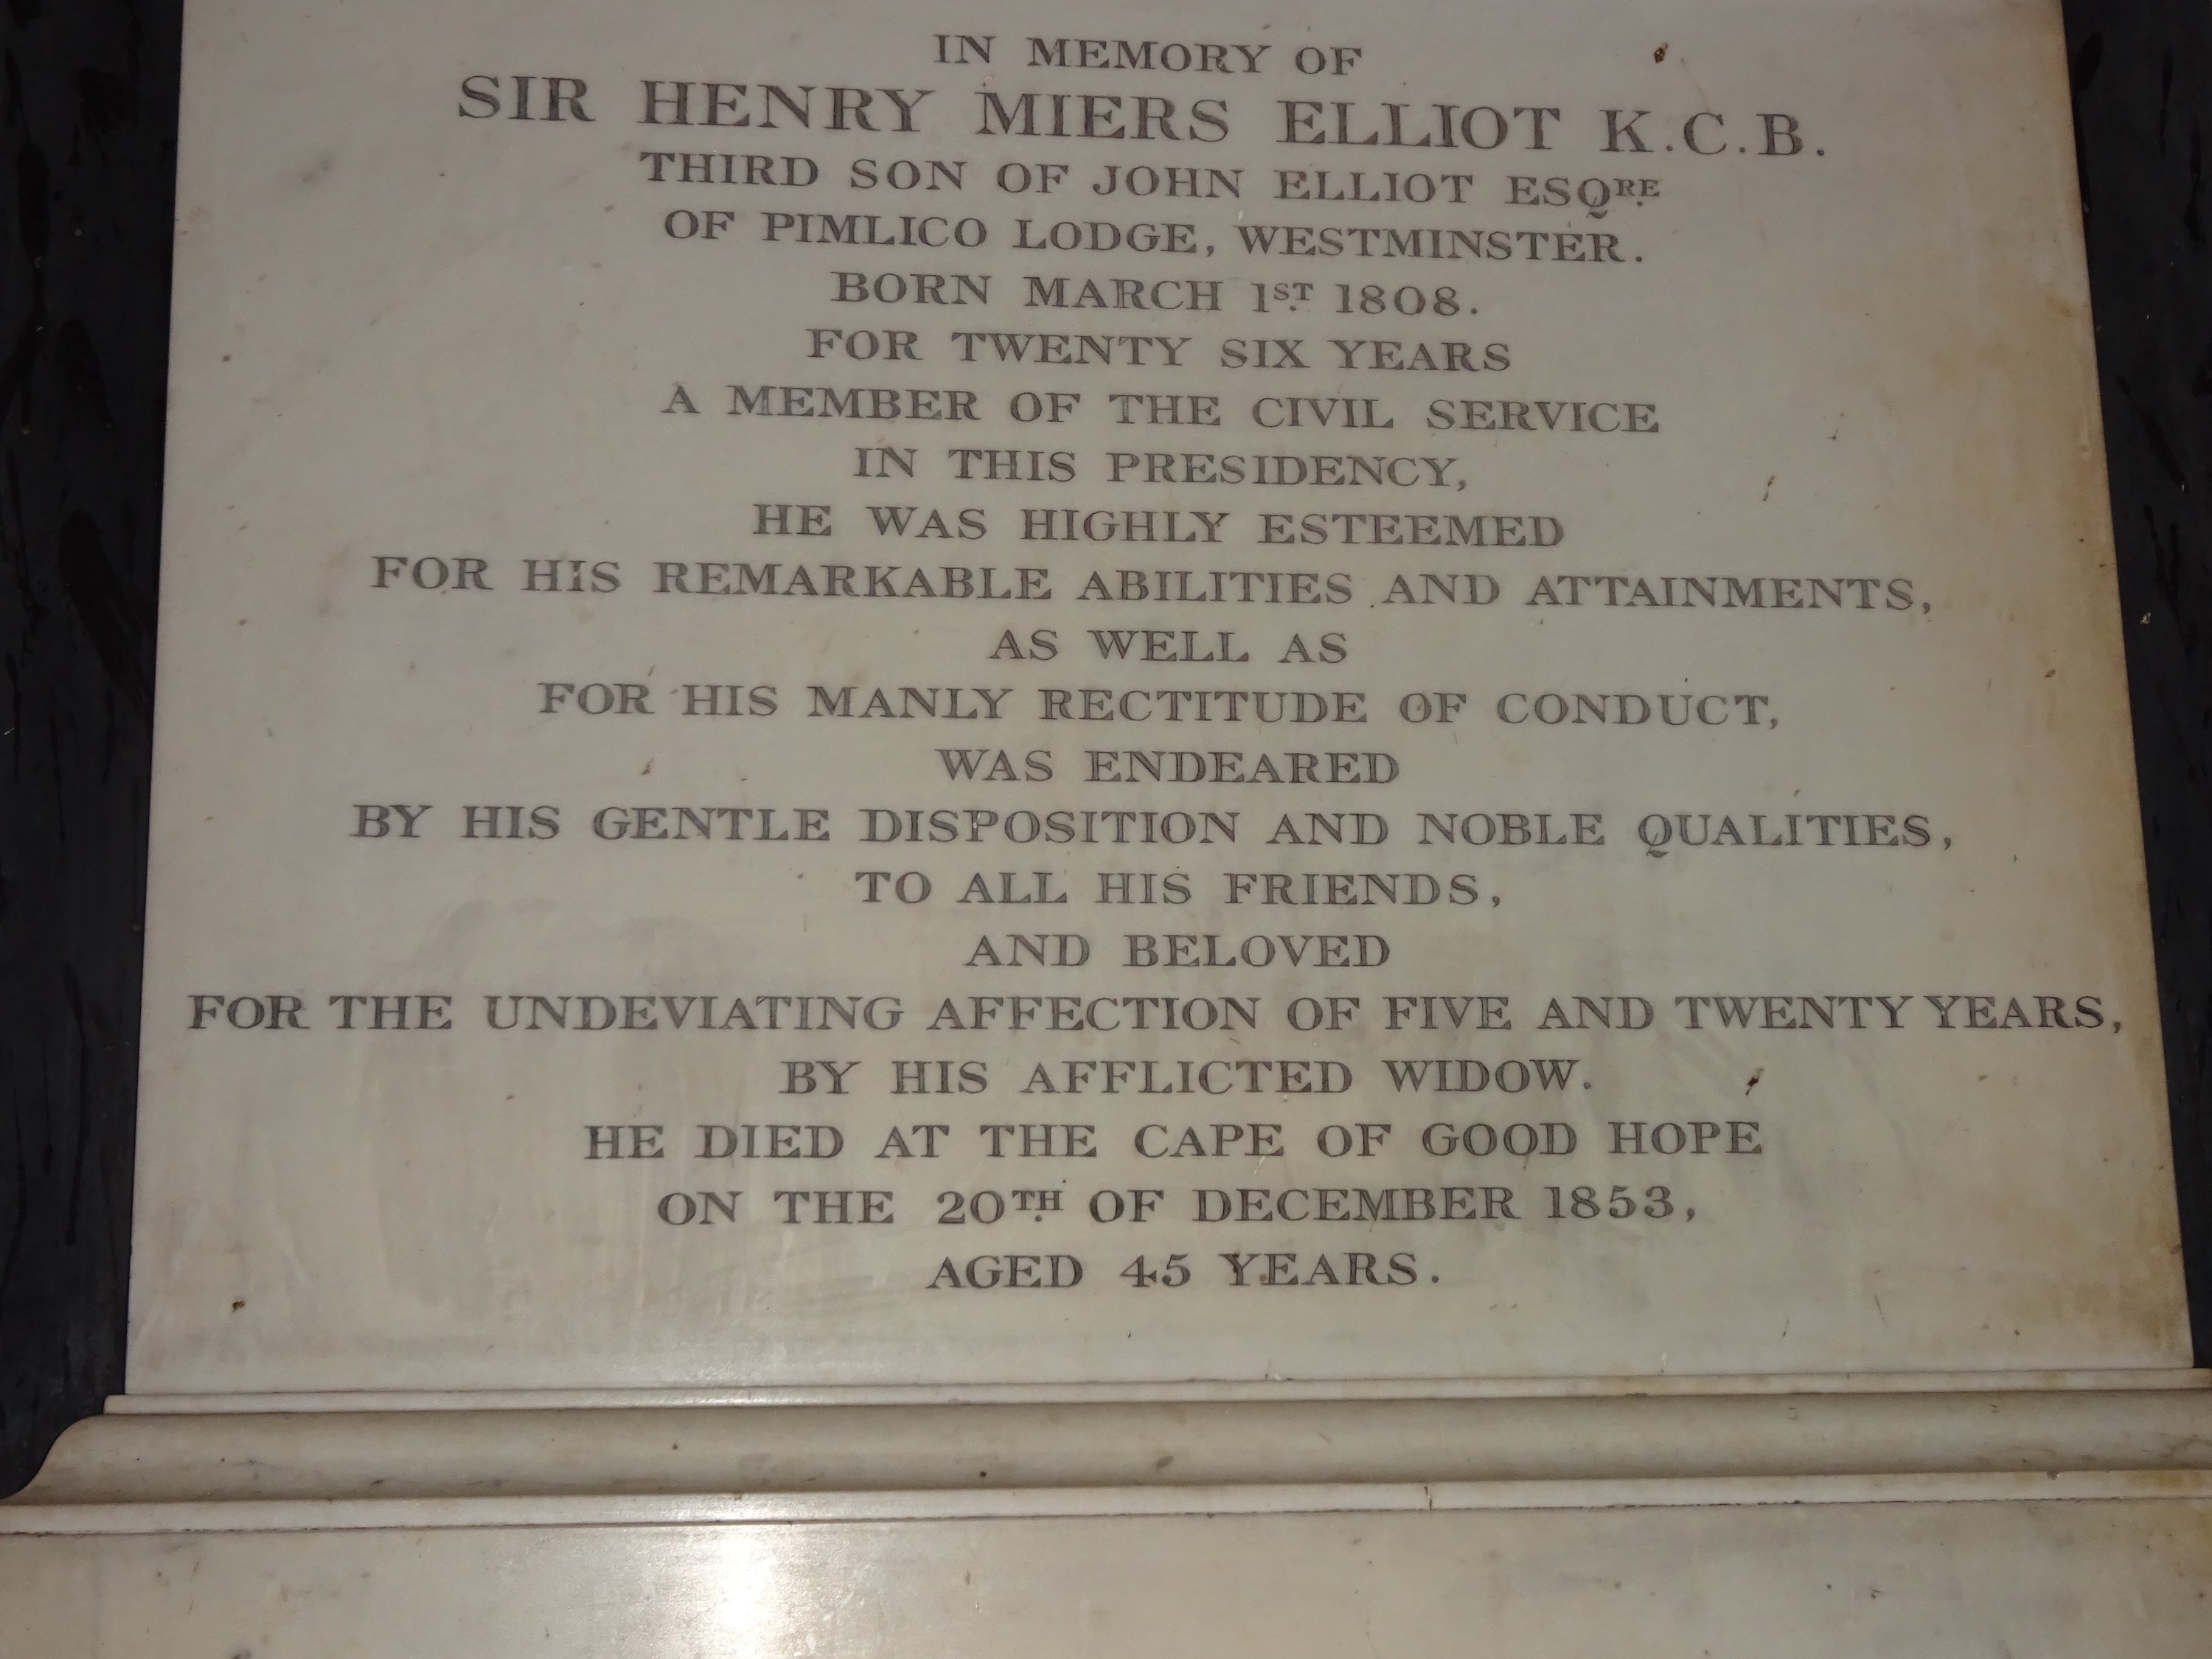 IN MEMORY OF
SIR HENRY MIERS ELLIOT K.C.B.
THIRD SON OF JOHN ELLIOT ESQRE
OF PIMLICO LODGE, WESTMINSTER.
BORN MARCH 1ST 1808.
FOR TWENTY SIX YEARS
A MEMBER OF THE CIVIL SERVICE
IN THIS PRESIDENCY,
HE WAS HIGHLY ESTEEMED
FOR HIS REMARKABLE ABILITIES AND ATTAINMENTS,
AS WELL AS
FOR HIS MANLY RECTITUDE OF CONDUCT,
WAS ENDEARED
BY HIS GENTLE DISPOSITION AND NOBLE QUALITIES,
TO ALL HIS FRIENDS,
AND BELOVED
FOR THE UNDEVIATING AFFECTION OF FIVE AND TWENTY YEARS,
BY HIS AFFLICTED WIDOW.
HE DIED AT THE CAPE OF GOOD HOPE
ON THE 20TH OF DECEMBER 1853,
AGED 45 YEARS.